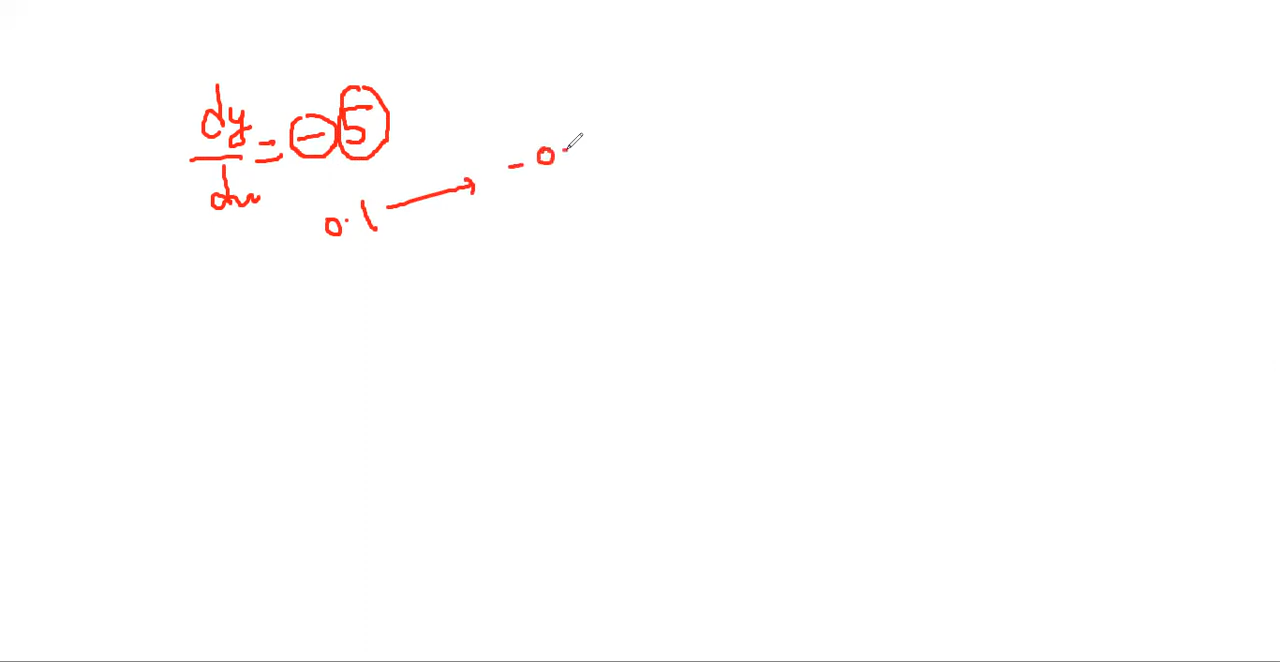 dy/dx = -5
0.1 → -0.